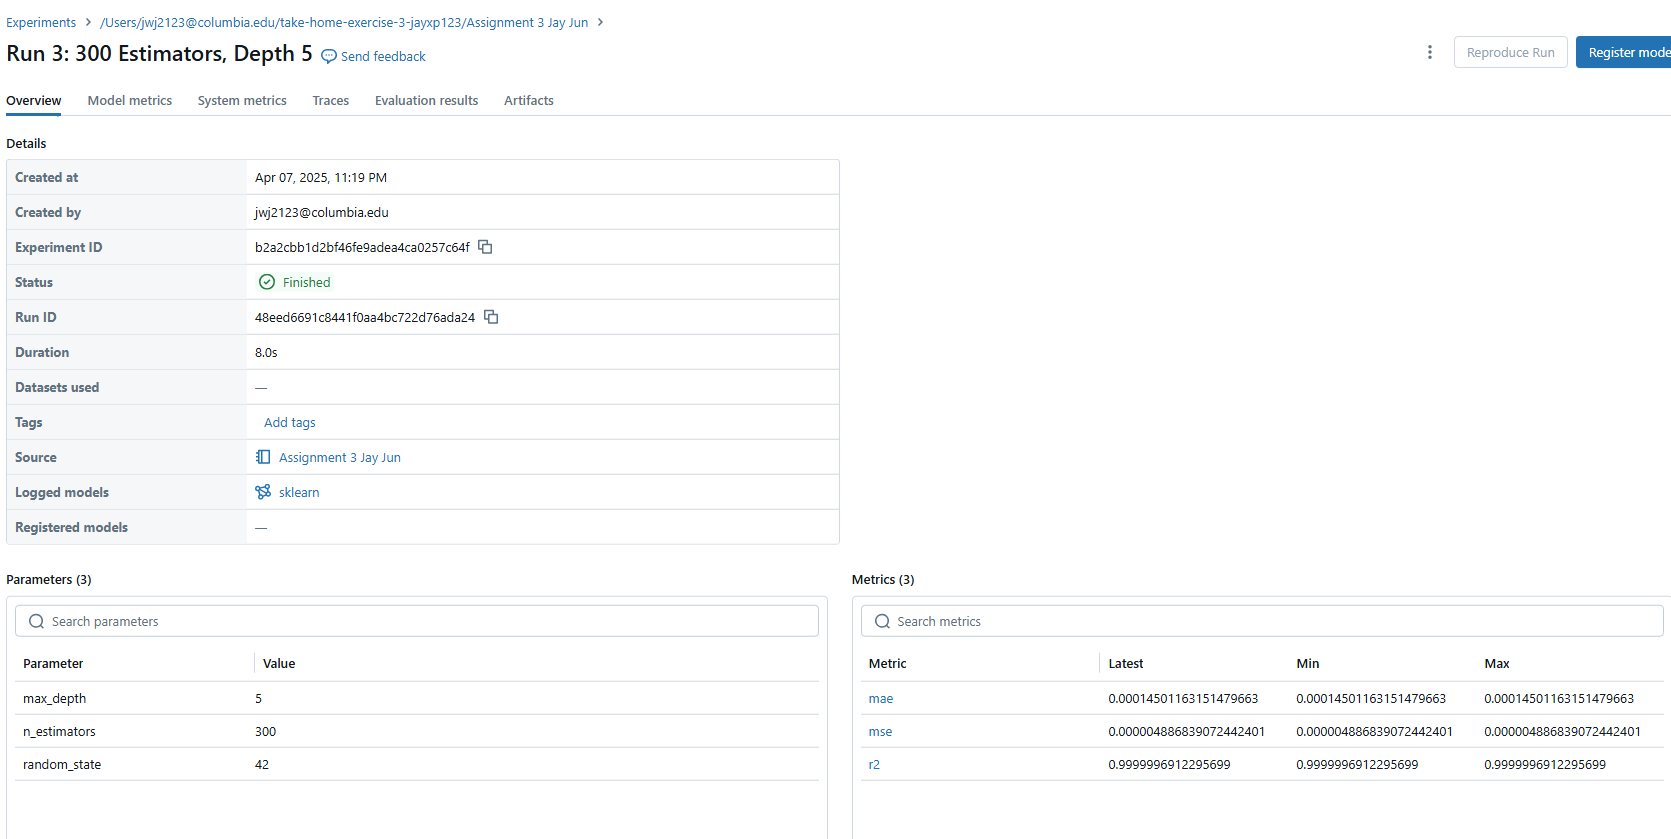 Experiments > /Users/jwj2123@columbia.edu/take-home-exercise-3-jayxp123/Assignment 3 Jay Jun >
Run 3: 300 Estimators, Depth 5 Send feedback
Reproduce Run Register mode
Overview Model metrics System metrics Traces Evaluation results Artifacts
Details
Created at Apr 07, 2025, 11:19 PM
Created by jwj2123@columbia.edu
Experiment ID b2a2cbb1d2bf46fe9adea4ca0257c64f
Status Finished
Run ID 48eed6691c8441f0aa4bc722d76ada24
Duration 8.0s
Datasets used —
Tags Add tags
Source Assignment 3 Jay Jun
Logged models sklearn
Registered models —
Parameters (3)
Search parameters
Parameter Value
max_depth 5
n_estimators 300
random_state 42
Metrics (3)
Search metrics
Metric Latest Min Max
mae 0.00014501163151479663 0.00014501163151479663 0.00014501163151479663
mse 0.000004886839072442401 0.000004886839072442401 0.000004886839072442401
r2 0.9999996912295699 0.9999996912295699 0.9999996912295699